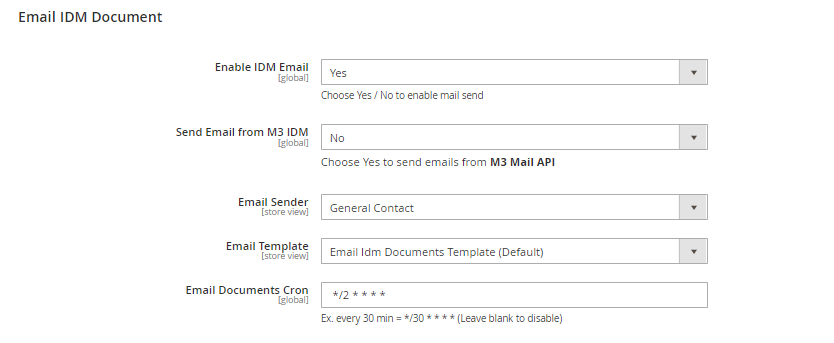 Email IDM Document
Enable IDM Email
[global]
Yes
Choose Yes / No to enable mail send
Send Email from M3 IDM
[global]
No
Choose Yes to send emails from M3 Mail API
Email Sender
[store view]
General Contact
Email Template
[store view]
Email Idm Documents Template (Default)
Email Documents Cron
[global]
*/2 * * * *
Ex. every 30 min = */30 * * * * (Leave blank to disable)